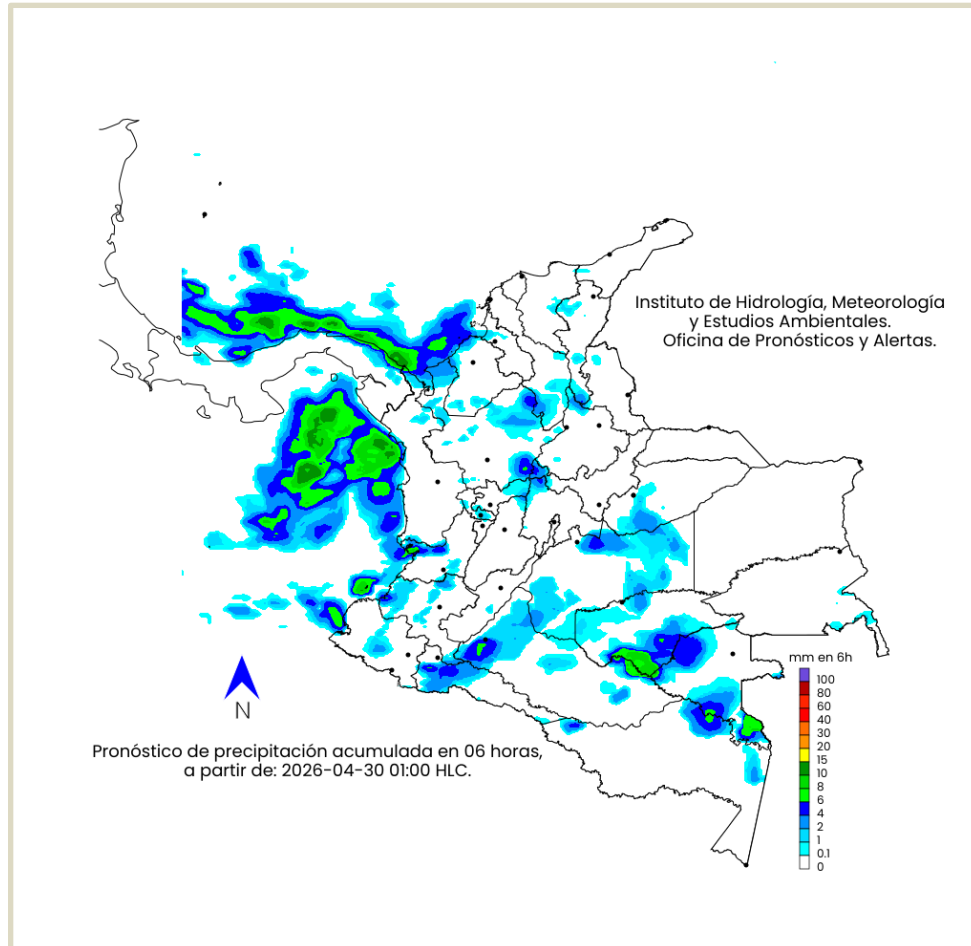 Instituto de Hidrología, Meteorología
y Estudios Ambientales.
Oficina de Pronósticos y Alertas.
mm en 6h
100
80
60
40
30
20
15
10
8
6
4
2
1
0.1
0
N
Pronóstico de precipitación acumulada en 06 horas,
a partir de: 2026-04-30 01:00 HLC.